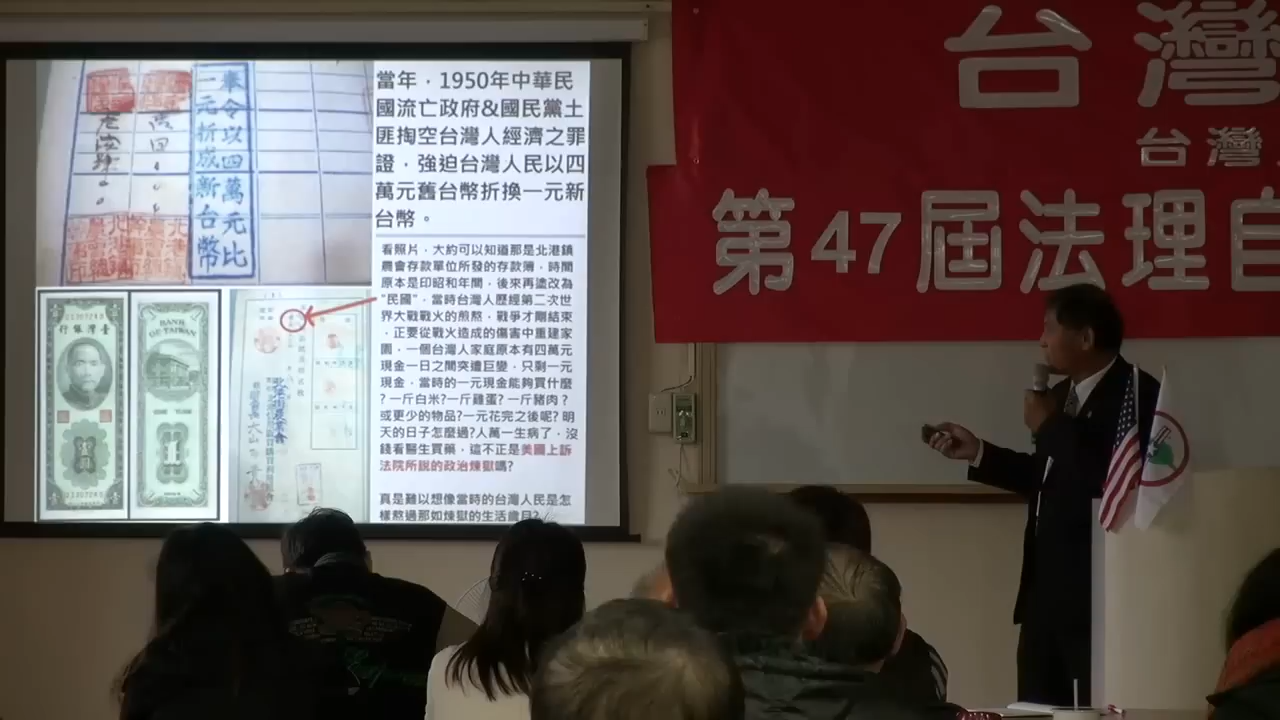 當年，1950年中華民
國流亡政府&國民黨土
匪掏空台灣人經濟之罪
證，強迫台灣人民以四
萬元舊台幣折換一元新
台幣。
看照片，大約可以知道那是北港鎮
農會存款單位所發的存款簿，時間
原本是印昭和年間，後來再塗改為
"民國"，當時台灣人歷經第二次世
界大戰戰火的煎熬，戰爭才剛結束
，正要從戰火造成的傷害中重建家
園，一個台灣人家庭原本有四萬元
現金一日之間突遭巨變，只剩一元
現金，當時的一元現金能夠買什麼
？一斤白米?一斤雞蛋? 一斤豬肉？
或更少的物品?一元花完之後呢? 明
天的日子怎麼過?人萬一生病了，沒
錢看醫生買藥，這不正是美國上訴
法院所說的政治煉獄嗎?
真是難以想像當時的台灣人民是怎
樣熬過那如煉獄的生活歲月?
奉令以四萬元比
一元折成新台幣
行銀灣臺
壹圓
BANK
OF TAIWAN
1
台灣
台灣
第47屆法理自